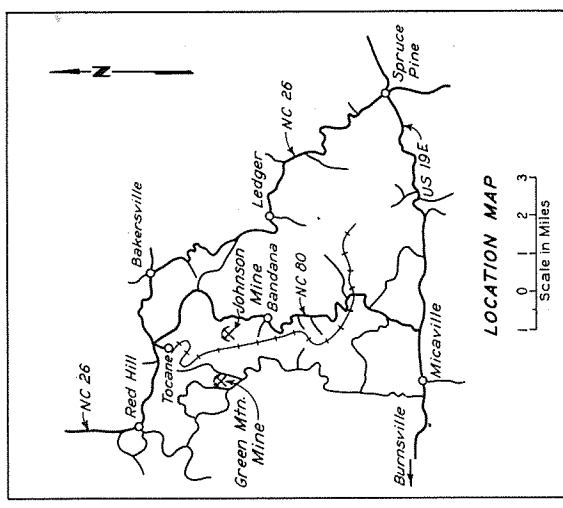 N
NC 26
Red Hill
Bakersville
Tocane
Johnson
Mine
Bandana
Ledger
NC 26
Green Mtn.
Mine
NC 80
Spruce
Pine
US 19E
Burnsville
Micaville
LOCATION MAP
1 0 1 2 3
Scale in Miles